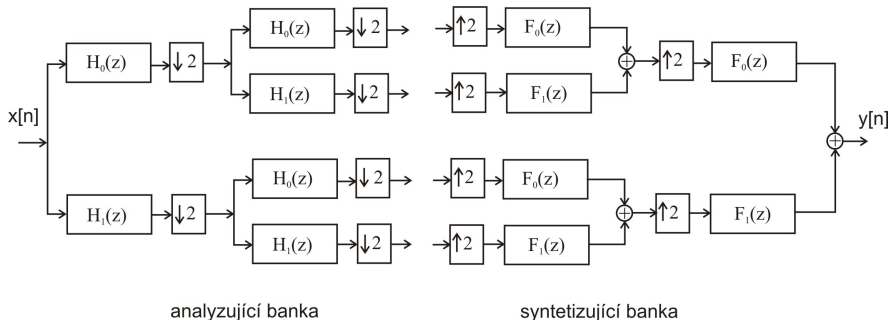 H₀(z) ↓2 ↑2 F₀(z)
H₀(z) ↓2 ↑2 F₀(z)
H₁(z) ↓2 ↑2 F₁(z)
x[n] y[n]
H₀(z) ↓2 ↑2 F₀(z)
H₁(z) ↓2 ↑2 F₁(z)
H₁(z) ↓2 ↑2 F₁(z)
analyzující banka syntetizující banka